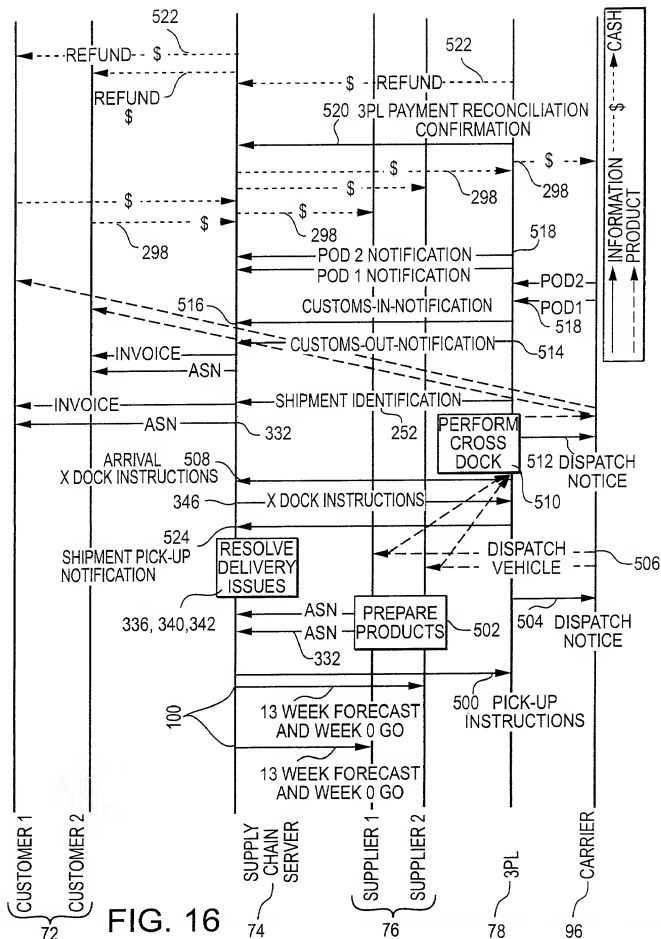 522
REFUND $
522
$ REFUND
REFUND
$
520 3PL PAYMENT RECONCILIATION
CONFIRMATION
CASH
$
INFORMATION
PRODUCT
$
$
298
298
$
$
$
298
298
518
POD 2 NOTIFICATION
POD 1 NOTIFICATION
POD2
POD1
518
516
CUSTOMS-IN-NOTIFICATION
CUSTOMS-OUT-NOTIFICATION
514
INVOICE
ASN
INVOICE
SHIPMENT IDENTIFICATION
252
ASN
332
PERFORM
CROSS
DOCK
512
DISPATCH
NOTICE
510
ARRIVAL
508
X DOCK INSTRUCTIONS
346
X DOCK INSTRUCTIONS
524
SHIPMENT PICK-UP
NOTIFICATION
RESOLVE
DELIVERY
ISSUES
336, 340,342
DISPATCH
VEHICLE
506
ASN
ASN
332
PREPARE
PRODUCTS
502
504
DISPATCH
NOTICE
500 PICK-UP
INSTRUCTIONS
100
13 WEEK FORECAST
AND WEEK 0 GO
13 WEEK FORECAST
AND WEEK 0 GO
CUSTOMER 1
CUSTOMER 2
SUPPLY
CHAIN
SERVER
SUPPLIER 1
SUPPLIER 2
3PL
CARRIER
72
FIG. 16
74
76
78
96